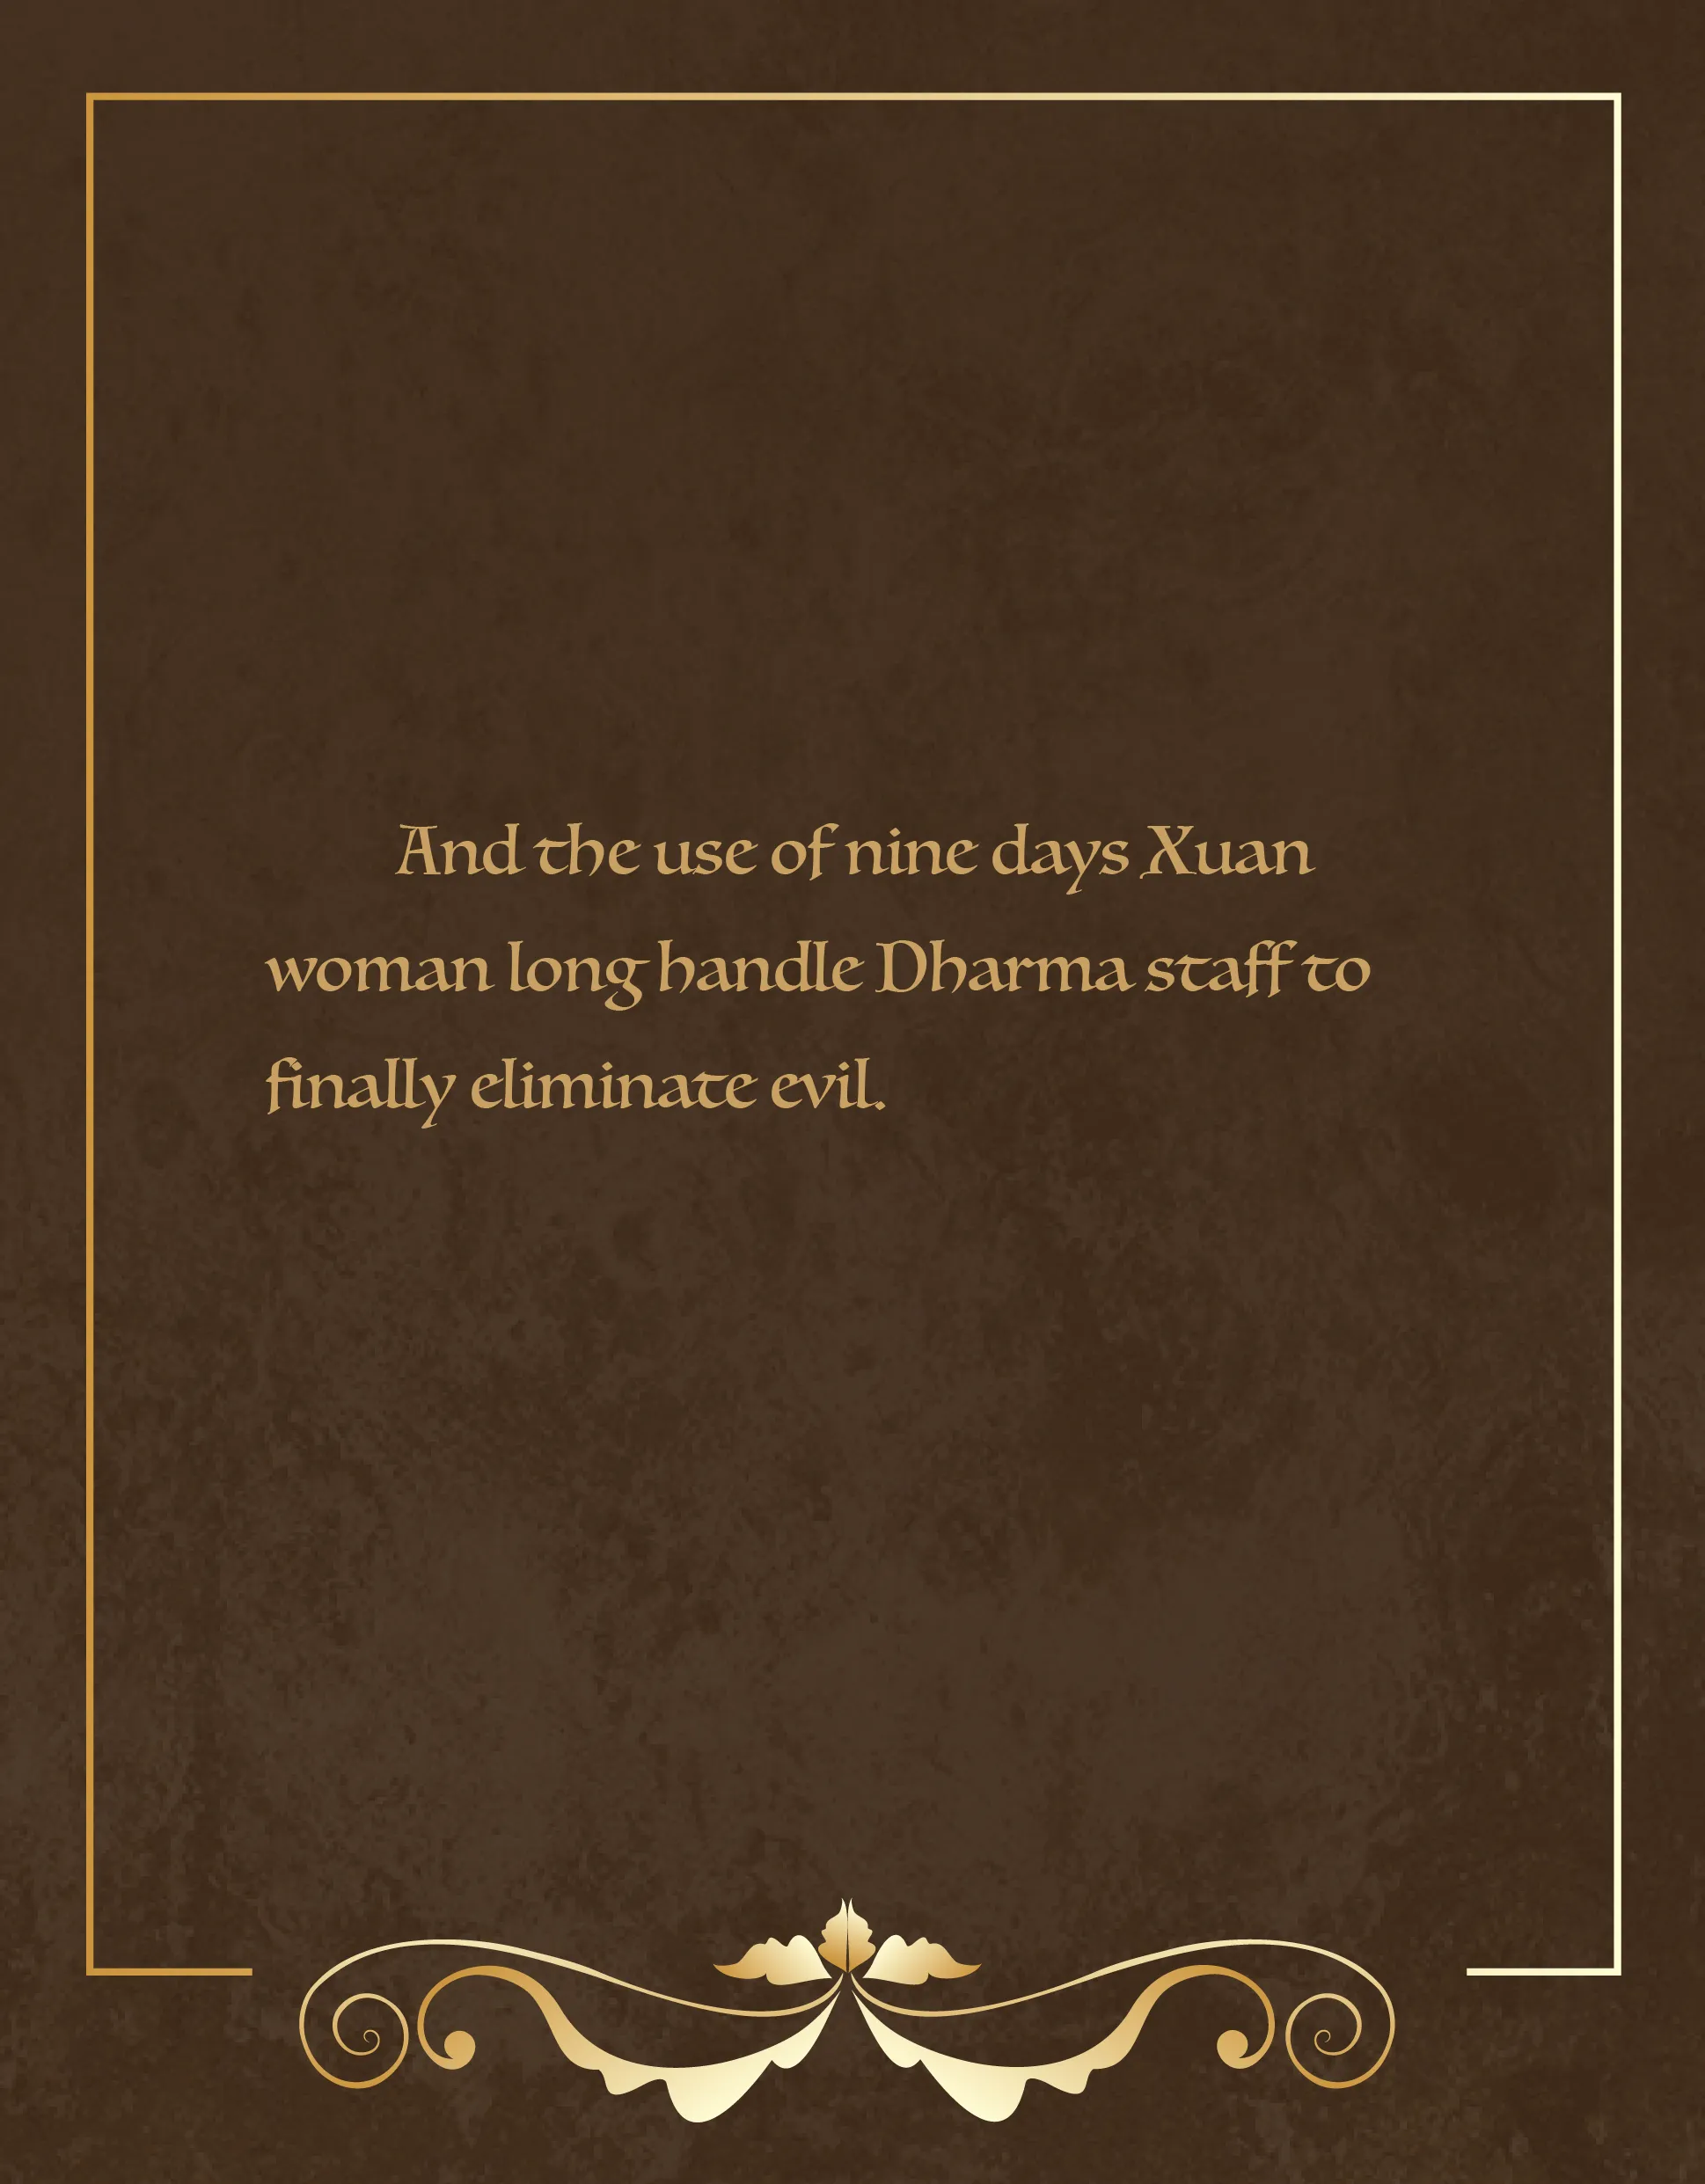 And the use of nine days Xuan
woman long handle Dharma staff to
finally eliminate evil.